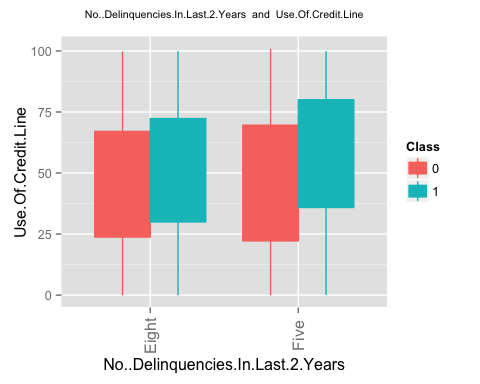 No..Delinquencies.In.Last.2.Years and Use.Of.Credit.Line
100
75
50
25
0
Use.Of.Credit.Line
Eight
Five
No..Delinquencies.In.Last.2.Years
Class
0
1